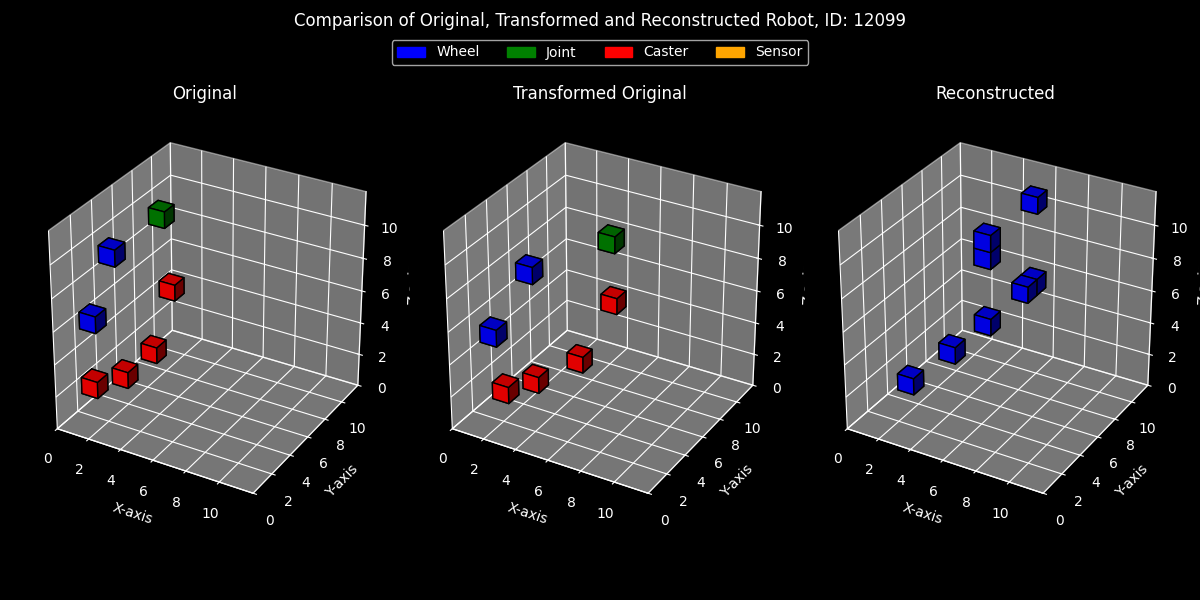 Comparison of Original, Transformed and Reconstructed Robot, ID: 12099
Wheel Joint Caster Sensor
Original Transformed Original Reconstructed
10 10 10
8 8 8
6 6 6
4 4 4
2 2 2
0 0 0
10 10 10
8 8 8
6 6 6
4 4 4
2 2 2
0 0 0
0 2 4 6 8 10 0 2 4 6 8 10 0 2 4 6 8 10
X-axis Y-axis X-axis Y-axis X-axis Y-axis